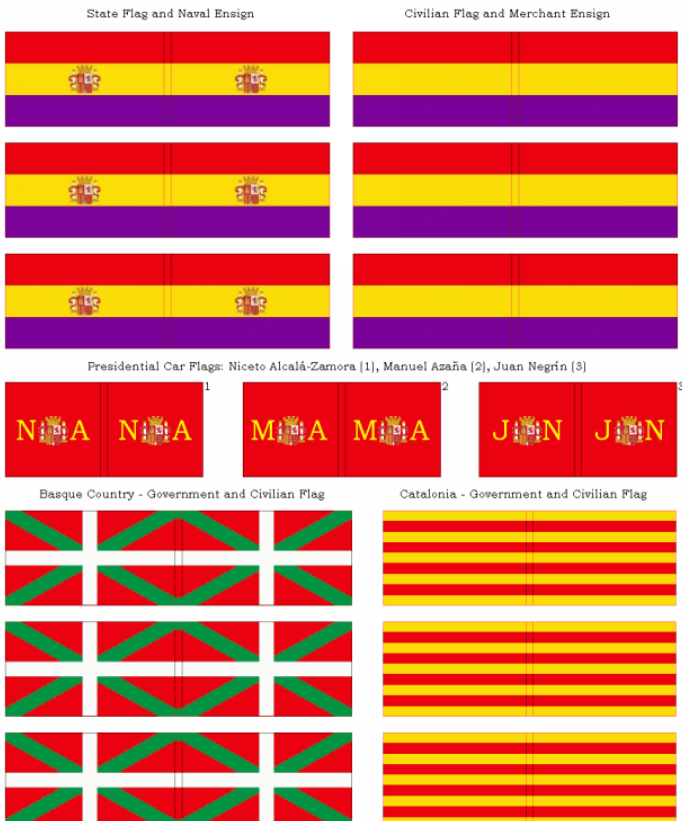 State Flag and Naval Ensign
Civilian Flag and Merchant Ensign
Presidential Car Flags: Niceto Alcalá-Zamora (1), Manuel Azaña (2), Juan Negrín (3)
1
2
3
N A N A
M A M A
J N J N
Basque Country - Government and Civilian Flag
Catalonia - Government and Civilian Flag